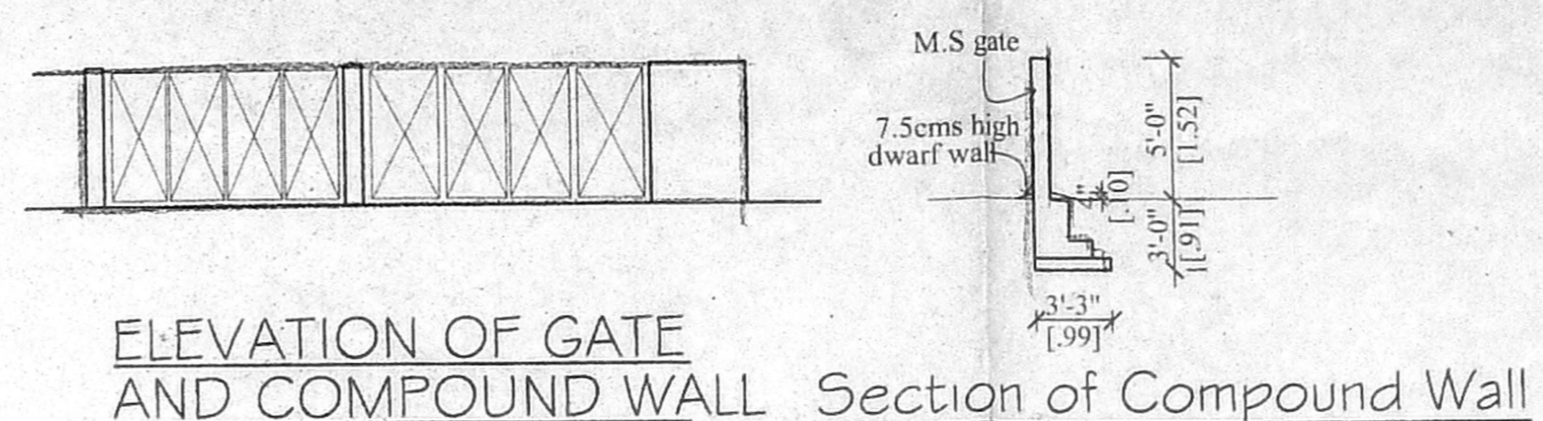 M.S gate
7.5cms high
dwarf wall
5'-0"
[1.52]
4"
[.10]
3'-0"
[.91]
3'-3"
[.99]
ELEVATION OF GATE
AND COMPOUND WALL
Section of Compound Wall